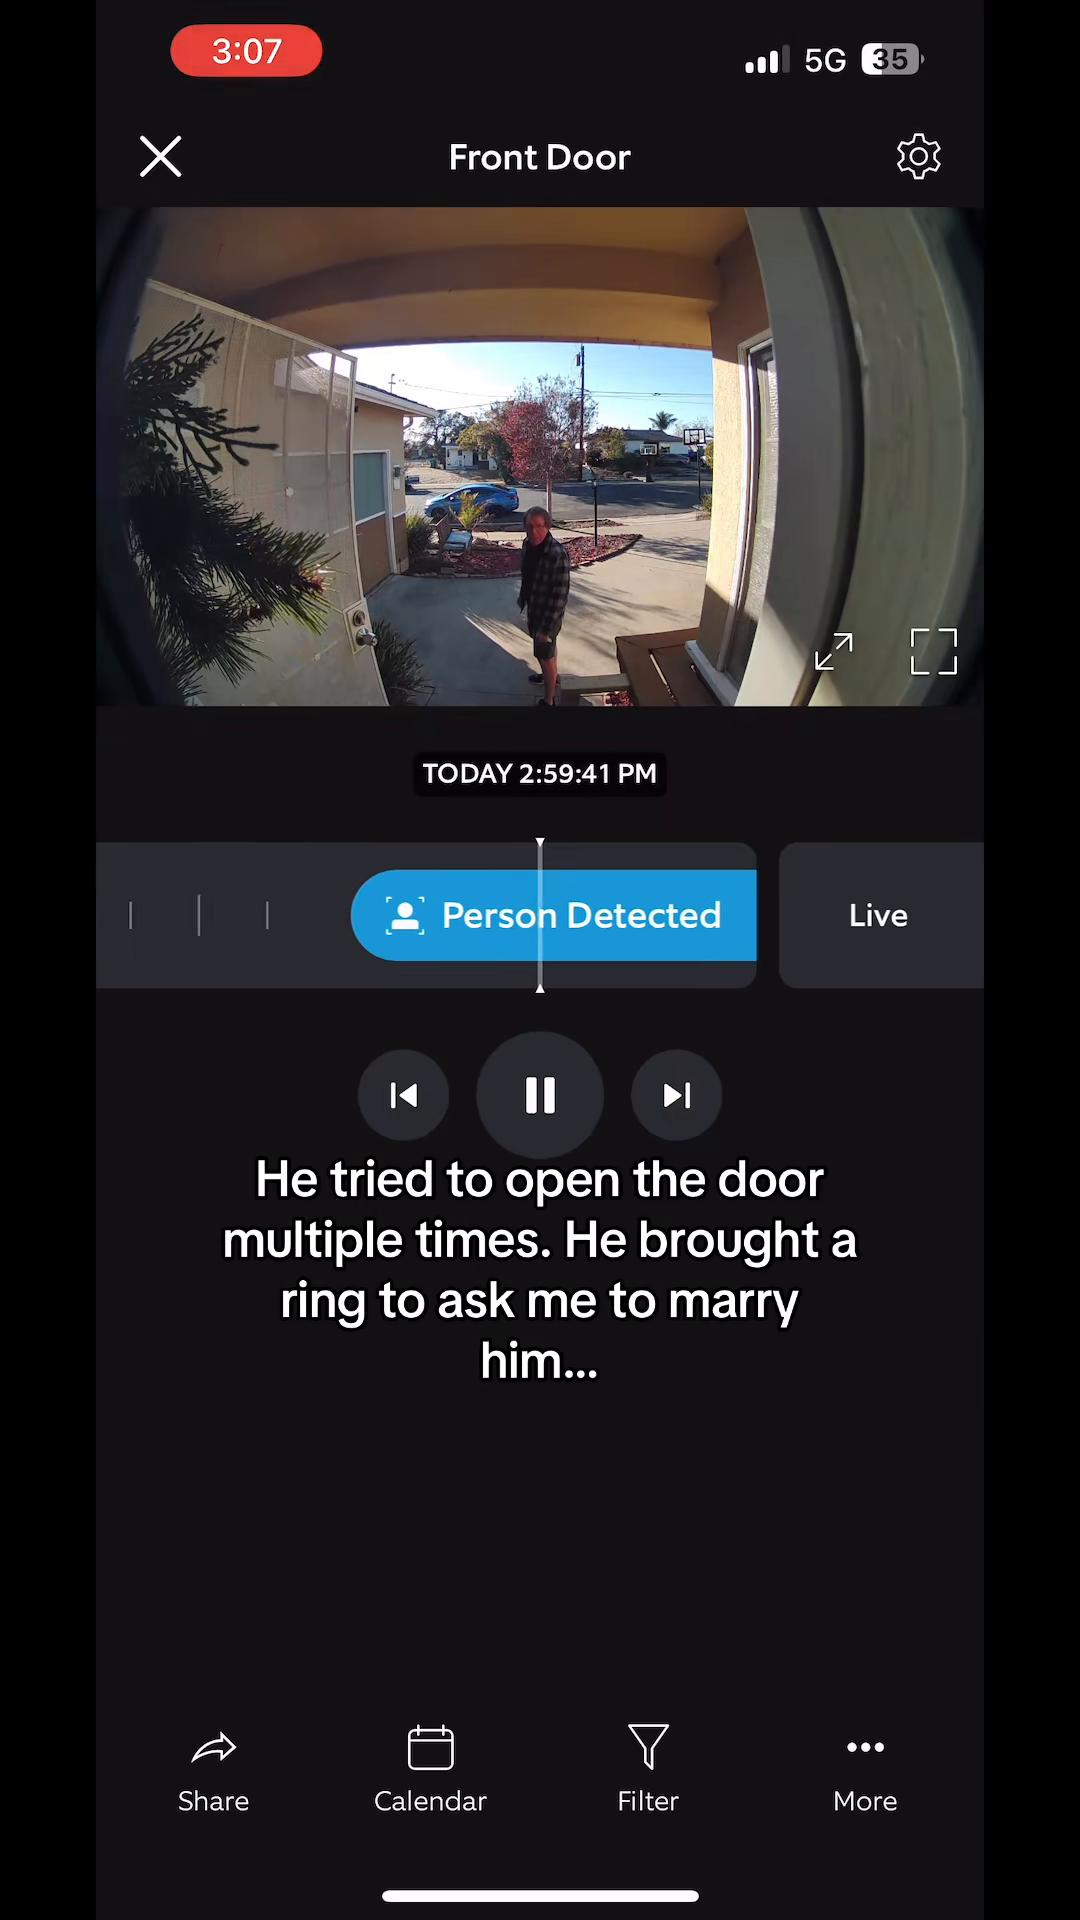 3:07
5G
35
Front Door
TODAY 2:59:41 PM
Person Detected
Live
He tried to open the door
multiple times. He brought a
ring to ask me to marry
him...
Share
Calendar
Filter
More